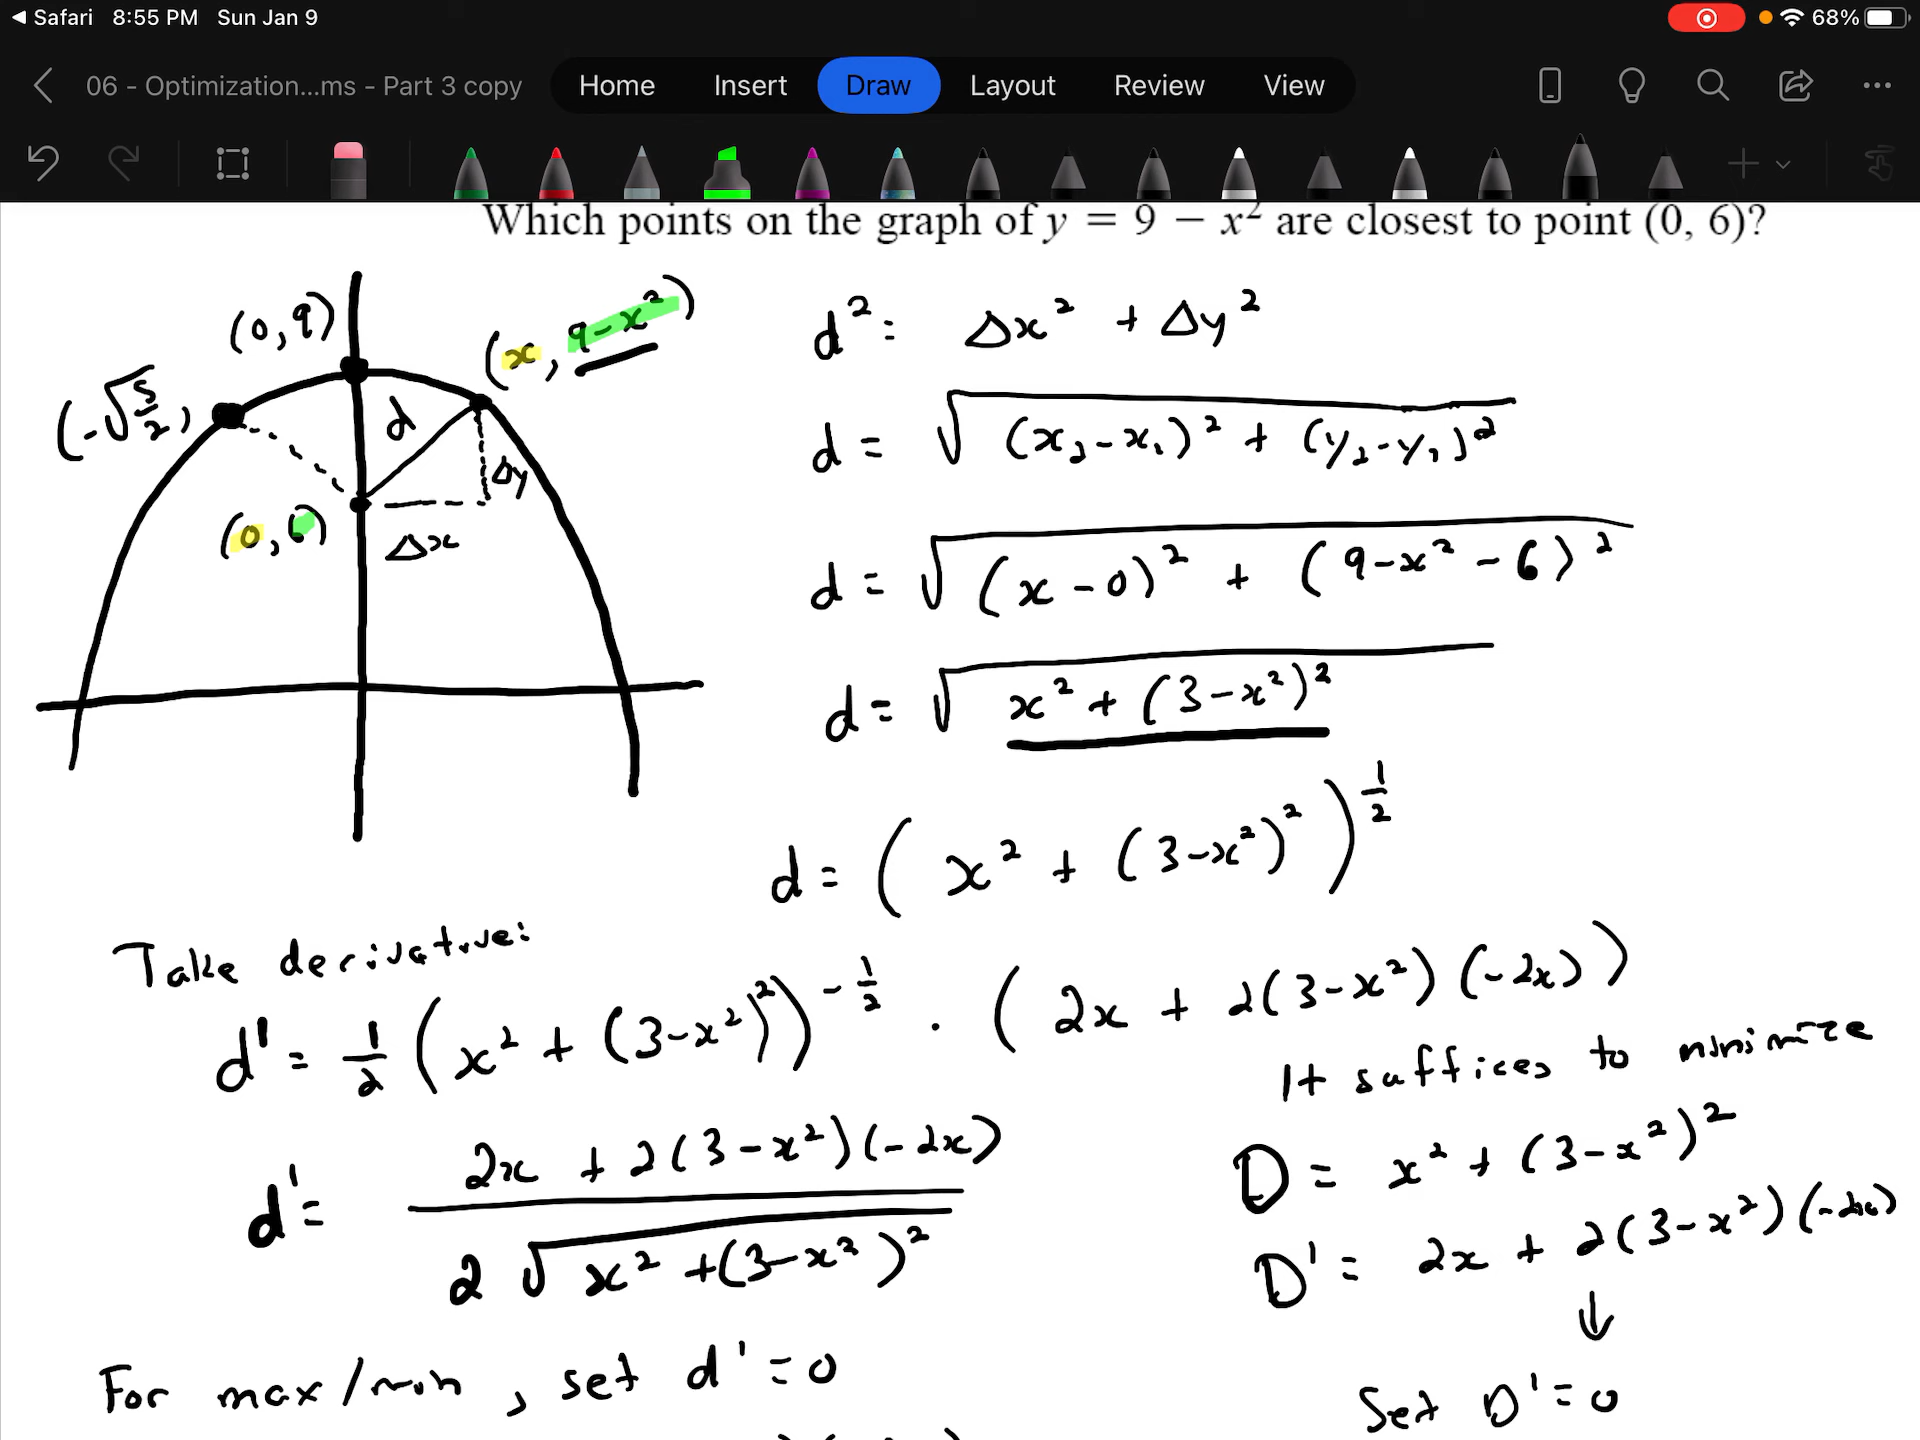 Safari 8:55 PM Sun Jan 9 68%
06 - Optimization...ms - Part 3 copy Home Insert Draw Layout Review View
Which points on the graph of y = 9 − x² are closest to point (0, 6)?
(0, 9)
(x, 9-x²)
(-√5/2,
d
Δy
(0, )
Δx
d² = Δx² + Δy²
d = √(x₂-x₁)² + (y₂-y₁)²
d = √(x-0)² + (9-x²-6)²
d = √x² + (3-x²)²
d = (x² + (3-x²)²)^1/2
Take derivative:
d' = 1/2 (x² + (3-x²)²)^-1/2 · (2x + 2(3-x²)(-2x))
d' = 2x + 2(3-x²)(-2x) / 2√x² + (3-x²)²
For max/min, set d' = 0
It suffices to minimize
D = x² + (3-x²)²
D' = 2x + 2(3-x²)(-2x)
↓
Set D' = 0